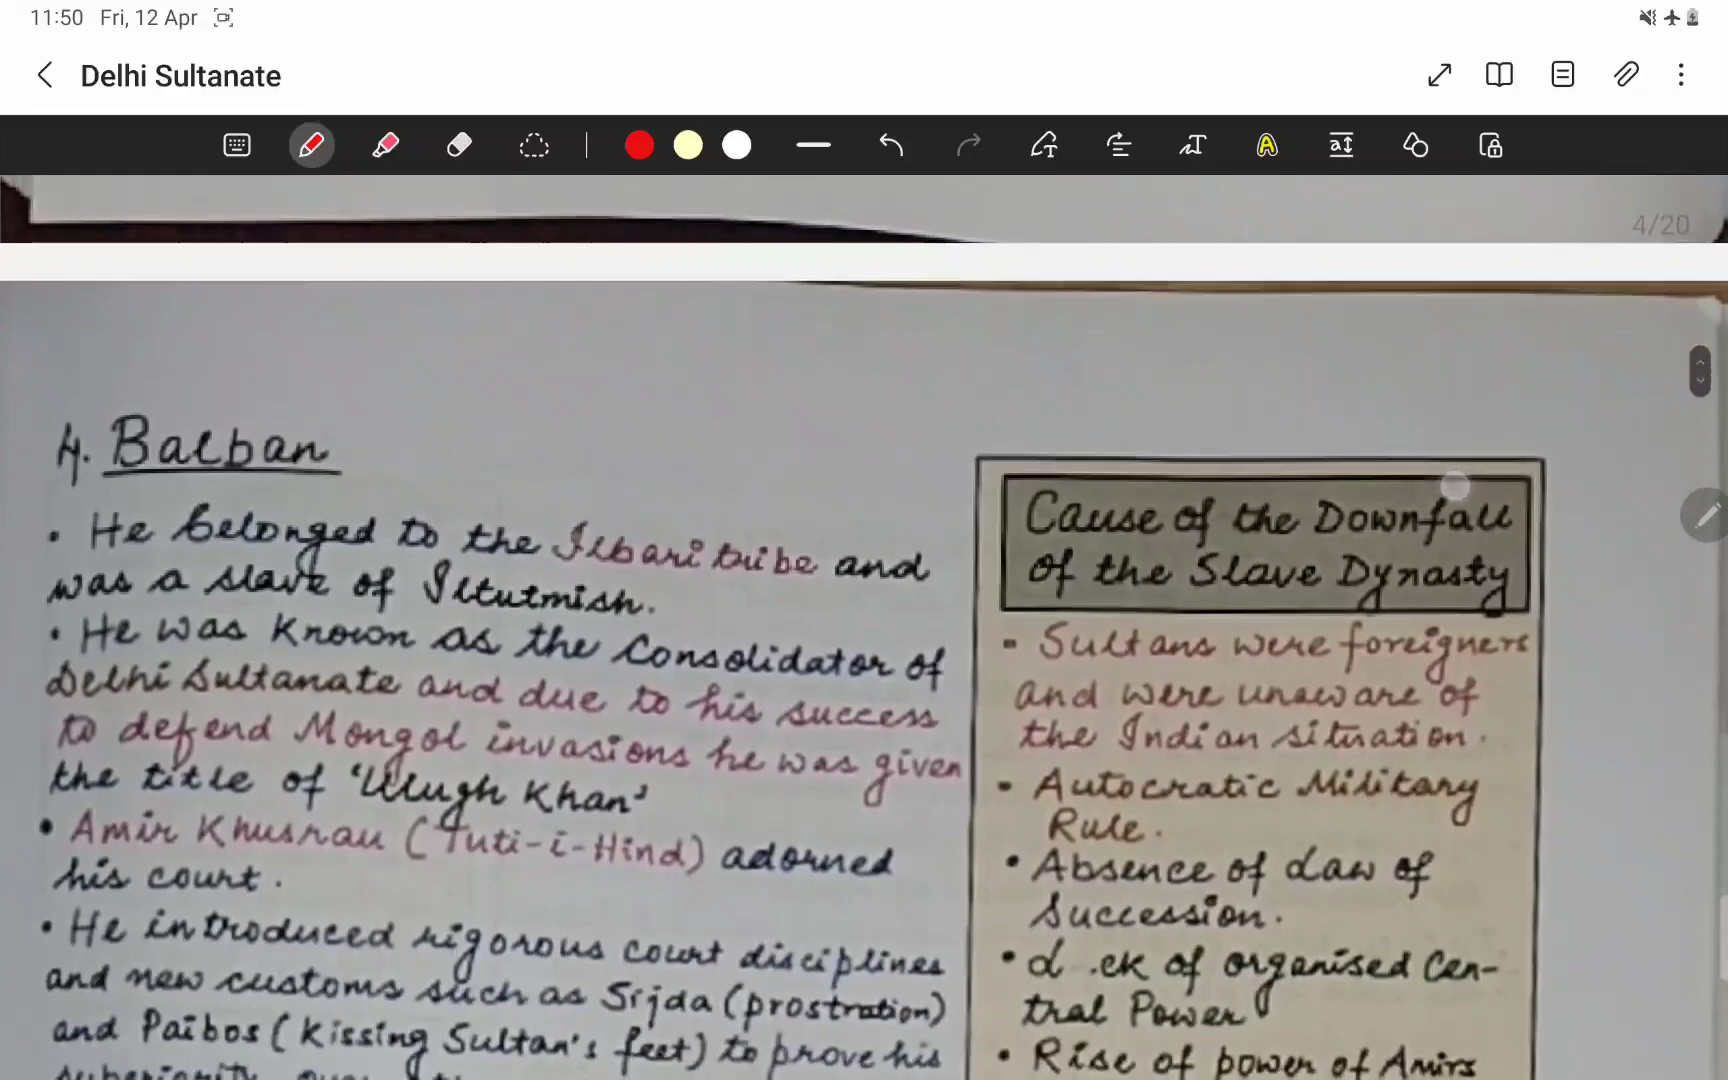 11:50 Fri, 12 Apr
Delhi Sultanate
4/20
4. Balban
• He belonged to the Ilbari tribe and
was a slave of Iltutmish.
• He was known as the Consolidator of
Delhi Sultanate and due to his success
to defend Mongol invasions he was given
the title of 'Ulugh Khan'
• Amir Khusrau (Tuti-i-Hind) adorned
his court.
• He introduced rigorous court disciplines
and new customs such as Sijda (prostration)
and Paibos (kissing Sultan's feet) to prove his
superiority
Cause of the Downfall
of the Slave Dynasty
- Sultans were foreigners
and were unaware of
the Indian situation.
• Autocratic Military
Rule.
• Absence of Law of
Succession.
• of organised Cen-
tral Power
• Rise of power of Amirs